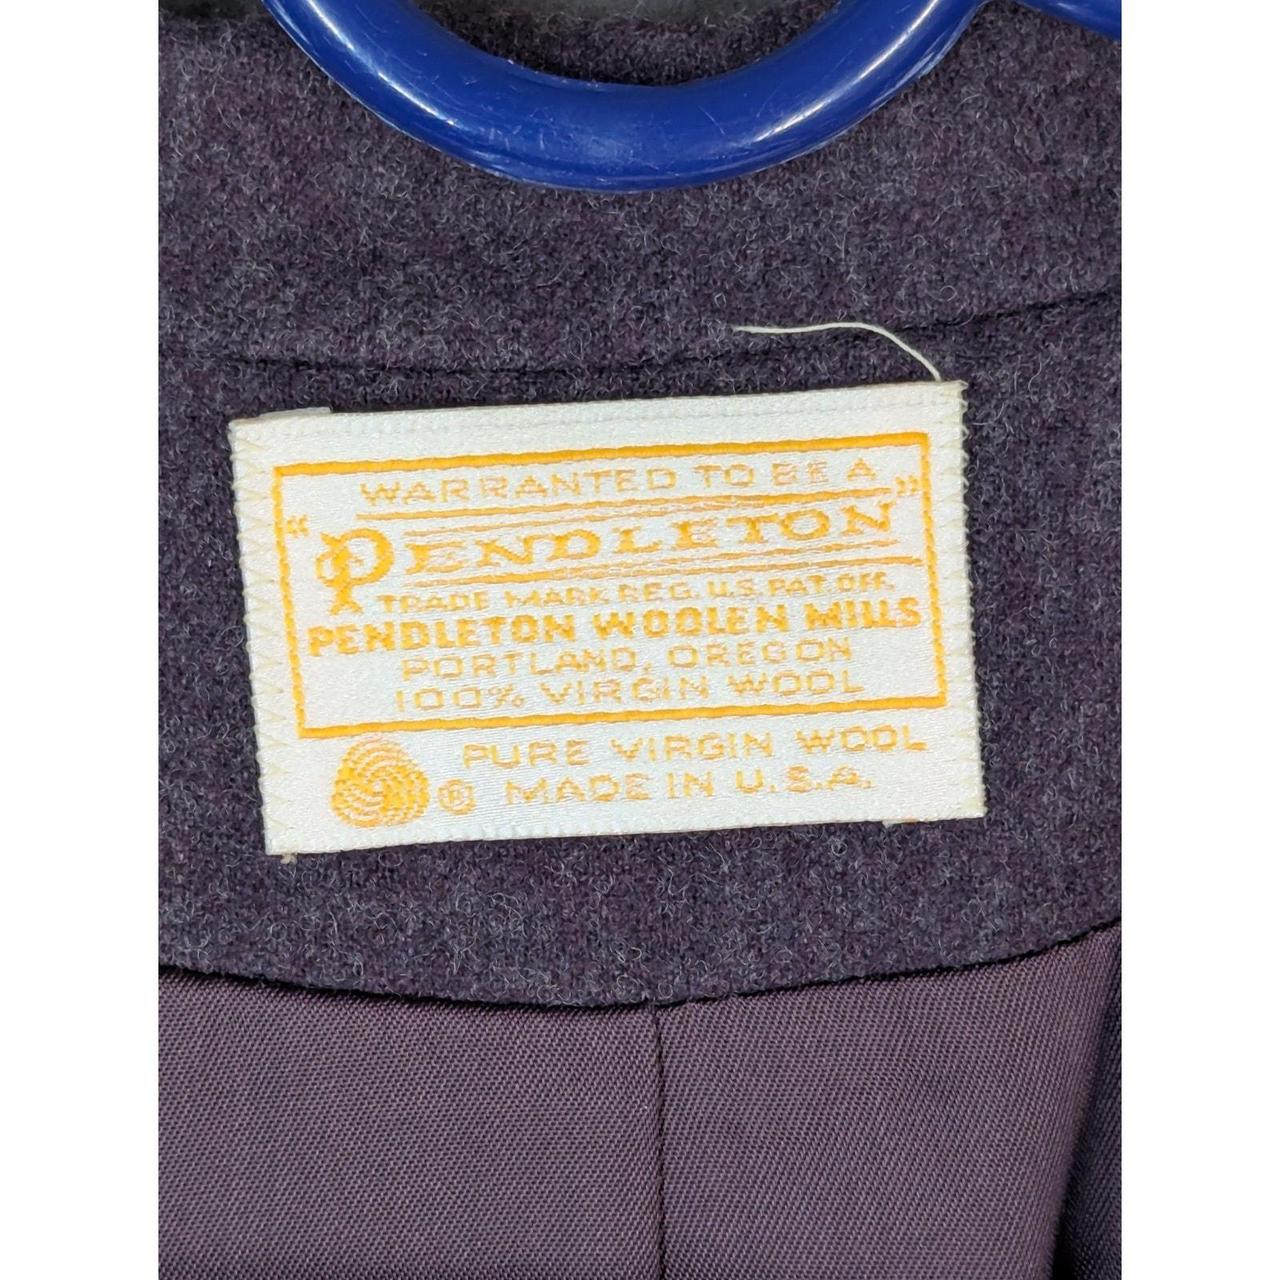 WARRANTED TO BE A
"PENDLETON"
TRADE MARK REG. U.S. PAT. OFF.
PENDLETON WOOLEN MILLS
PORTLAND, OREGON
100% VIRGIN WOOL
PURE VIRGIN WOOL
® MADE IN U.S.A.